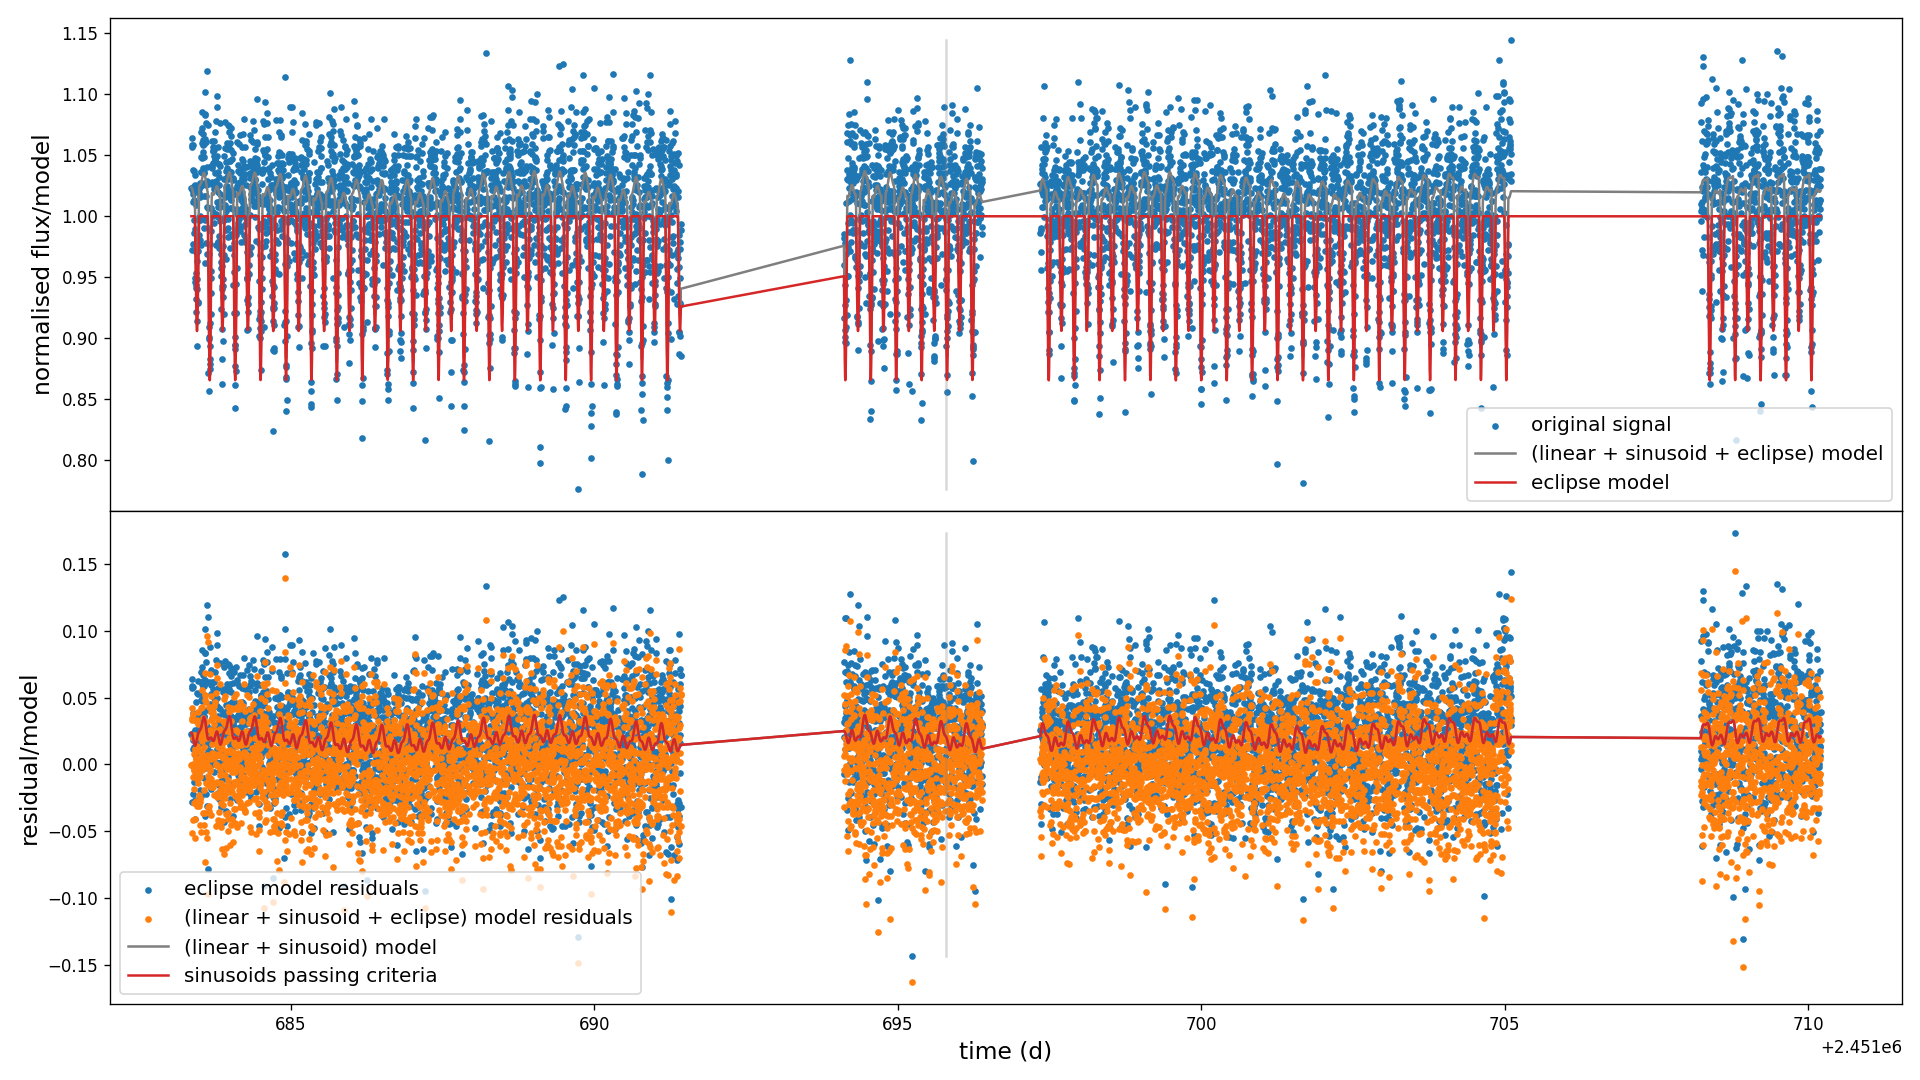 1.15
1.10
1.05
1.00
0.95
0.90
0.85
0.80
normalised flux/model
original signal
(linear + sinusoid + eclipse) model
eclipse model
0.15
0.10
0.05
0.00
−0.05
−0.10
−0.15
residual/model
eclipse model residuals
(linear + sinusoid + eclipse) model residuals
(linear + sinusoid) model
sinusoids passing criteria
685
690
695
700
705
710
time (d)
+2.451e6